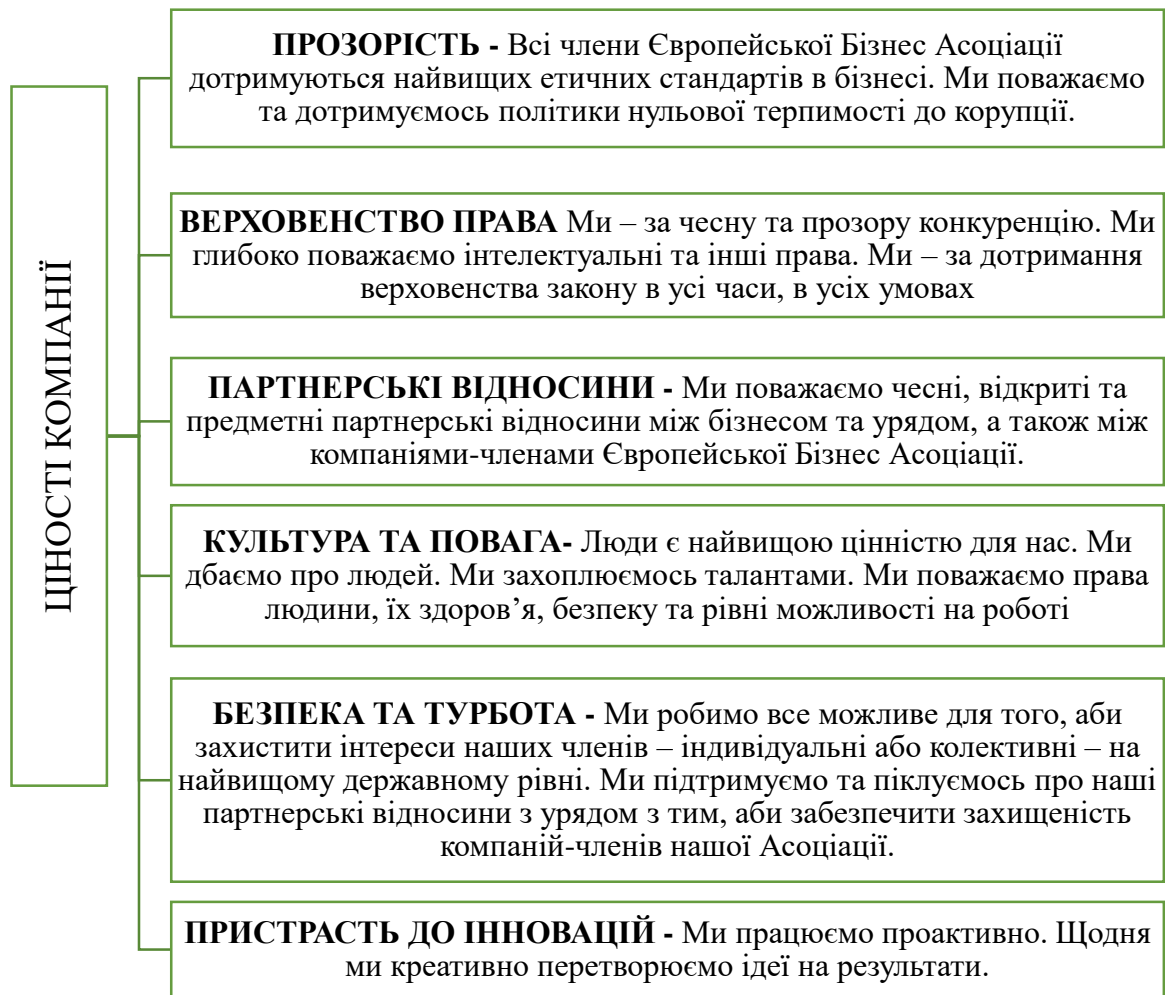 ЦІННОСТІ КОМПАНІЇ
ПРОЗОРІСТЬ - Всі члени Європейської Бізнес Асоціації
дотримуються найвищих етичних стандартів в бізнесі. Ми поважаємо
та дотримуємось політики нульової терпимості до корупції.
ВЕРХОВЕНСТВО ПРАВА Ми – за чесну та прозору конкуренцію. Ми
глибоко поважаємо інтелектуальні та інші права. Ми – за дотримання
верховенства закону в усі часи, в усіх умовах
ПАРТНЕРСЬКІ ВІДНОСИНИ - Ми поважаємо чесні, відкриті та
предметні партнерські відносини між бізнесом та урядом, а також між
компаніями-членами Європейської Бізнес Асоціації.
КУЛЬТУРА ТА ПОВАГА- Люди є найвищою цінністю для нас. Ми
дбаємо про людей. Ми захоплюємось талантами. Ми поважаємо права
людини, їх здоров’я, безпеку та рівні можливості на роботі
БЕЗПЕКА ТА ТУРБОТА - Ми робимо все можливе для того, аби
захистити інтереси наших членів – індивідуальні або колективні – на
найвищому державному рівні. Ми підтримуємо та піклуємось про наші
партнерські відносини з урядом з тим, аби забезпечити захищеність
компаній-членів нашої Асоціації.
ПРИСТРАСТЬ ДО ІННОВАЦІЙ - Ми працюємо проактивно. Щодня
ми креативно перетворюємо ідеї на результати.